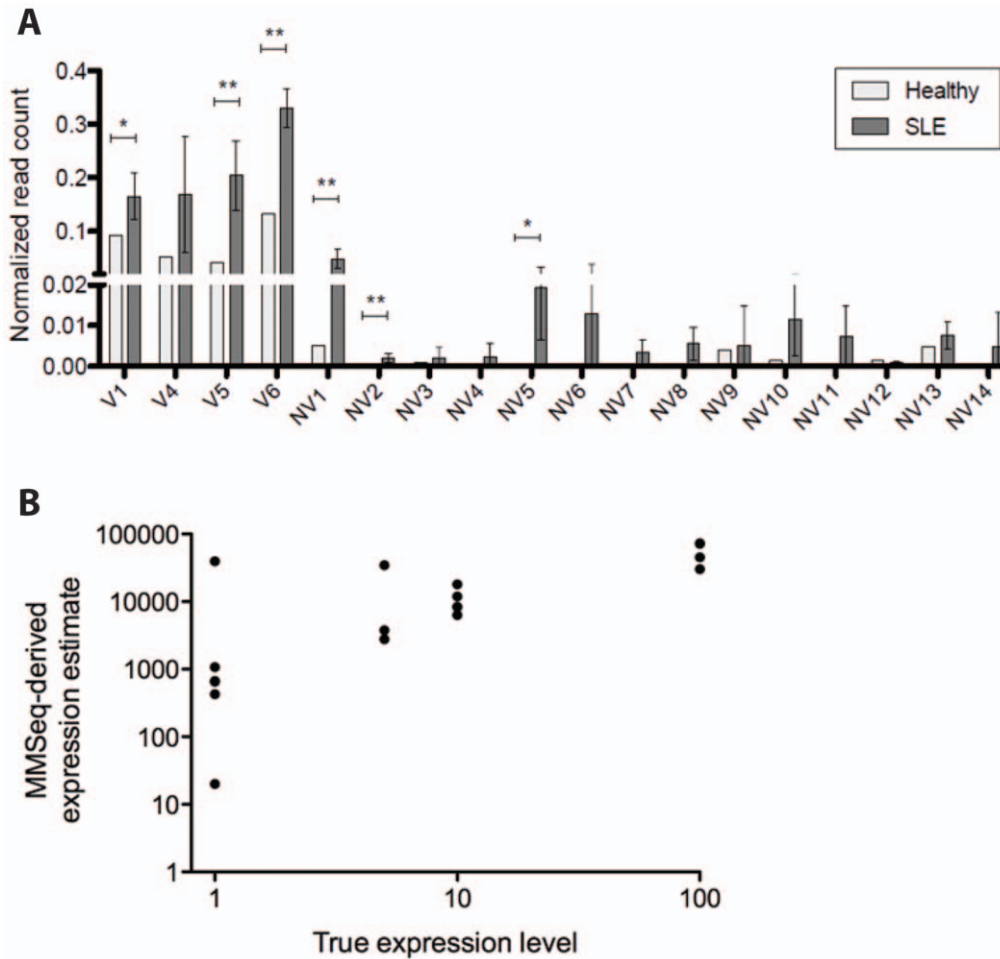 A
**
0.4
Healthy
**
SLE
*
0.3
**
0.2
*
0.1
**
0.02
0.01
0.00
Normalized read count
V1 V4 V5 V6 NV1 NV2 NV3 NV4 NV5 NV6 NV7 NV8 NV9 NV10 NV11 NV12 NV13 NV14
B
100000
10000
1000
100
10
1
MMSeq-derived
expression estimate
1 10 100
True expression level